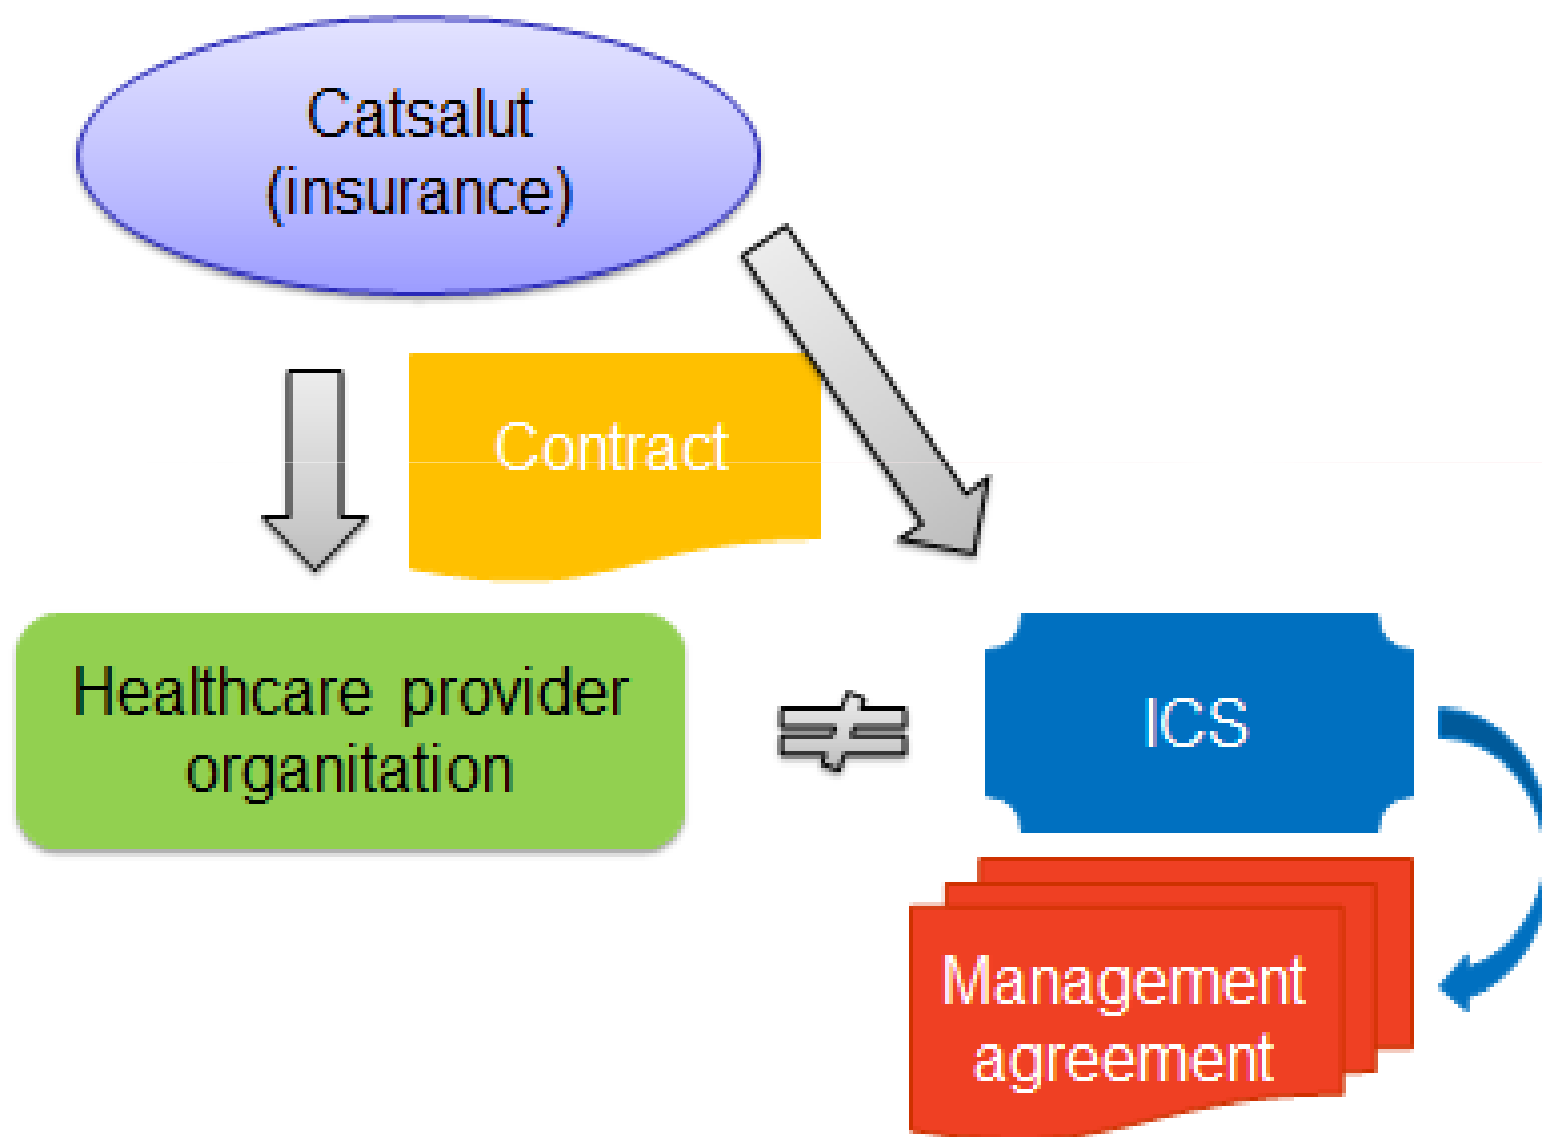 Catsalut
(insurance)
Contract
Healthcare provider
organitation
ICS
Management
agreement